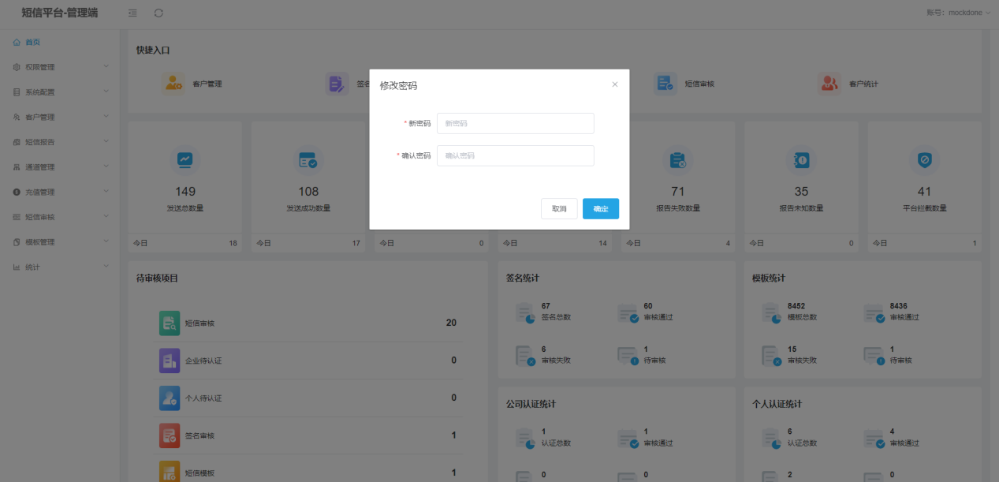 短信平台-管理端
账号：mockdone
首页
权限管理
系统配置
客户管理
短信报告
通道管理
充值管理
短信审核
模板管理
统计
快捷入口
客户管理
签名
短信审核
客户统计
修改密码
* 新密码 新密码
* 确认密码 确认密码
取消 确定
149
发送总数量
今日 18
108
发送成功数量
今日 17
今日 0
今日 14
71
报告失败数量
今日 4
35
报告未知数量
今日 0
41
平台拦截数量
今日 1
待审核项目
短信审核 20
企业待认证 0
个人待认证 0
签名审核 1
短信模板 1
签名统计
67
签名总数
60
审核通过
6
审核失败
1
待审核
模板统计
8452
模板总数
8436
审核通过
15
审核失败
1
待审核
公司认证统计
1
认证总数
1
审核通过
0
0
个人认证统计
6
认证总数
4
审核通过
2
0